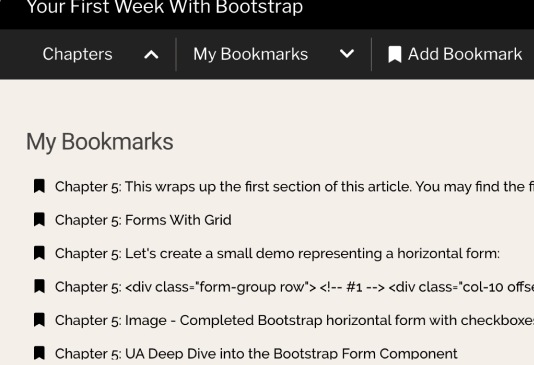 Your First Week With Bootstrap
Chapters My Bookmarks Add Bookmark
My Bookmarks
Chapter 5: This wraps up the first section of this article. You may find the
Chapter 5: Forms With Grid
Chapter 5: Let's create a small demo representing a horizontal form:
Chapter 5: <div class="form-group row"> <!-- #1 --> <div class="col-10
Chapter 5: Image - Completed Bootstrap horizontal form with checkboxes
Chapter 5: UA Deep Dive into the Bootstrap Form Component